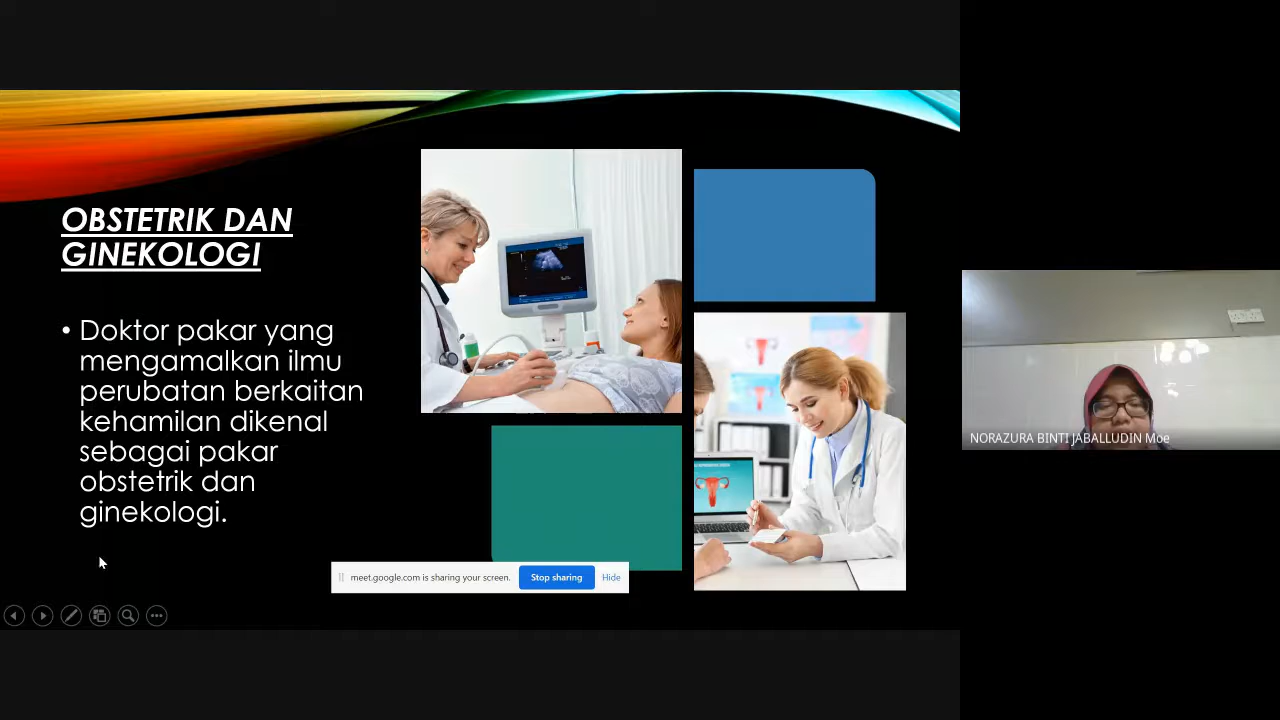 OBSTETRIK DAN
GINEKOLOGI
• Doktor pakar yang
mengamalkan ilmu
perubatan berkaitan
kehamilan dikenal
sebagai pakar
obstetrik dan
ginekologi.
meet.google.com is sharing your screen. Stop sharing Hide
NORAZURA BINTI JABALLUDIN Moe